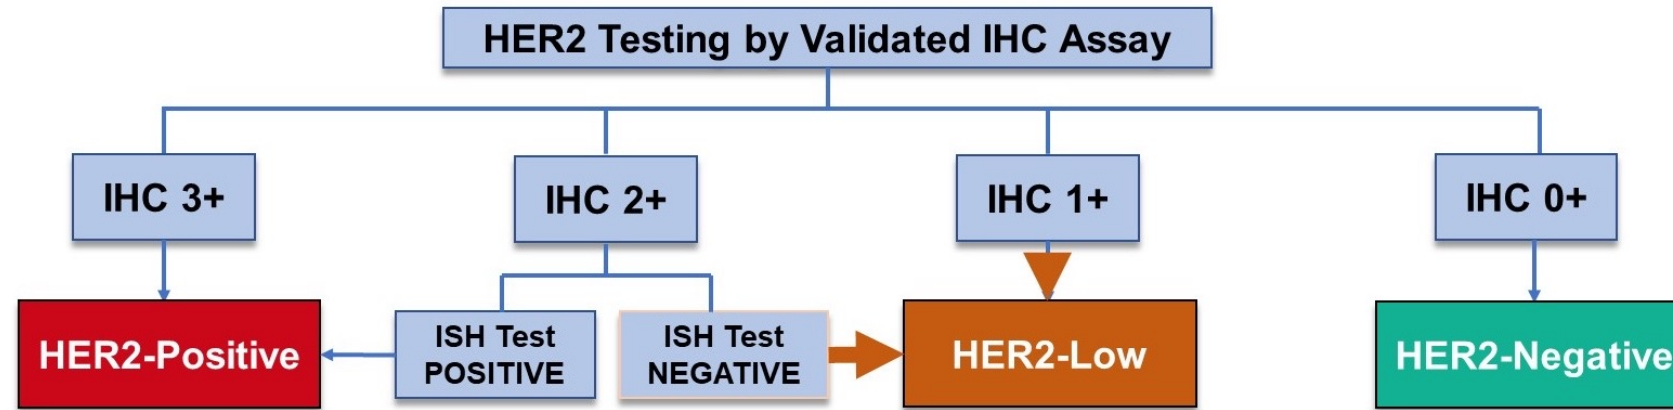 HER2 Testing by Validated IHC Assay
IHC 3+
IHC 2+
IHC 1+
IHC 0+
HER2-Positive
ISH Test
POSITIVE
ISH Test
NEGATIVE
HER2-Low
HER2-Negative